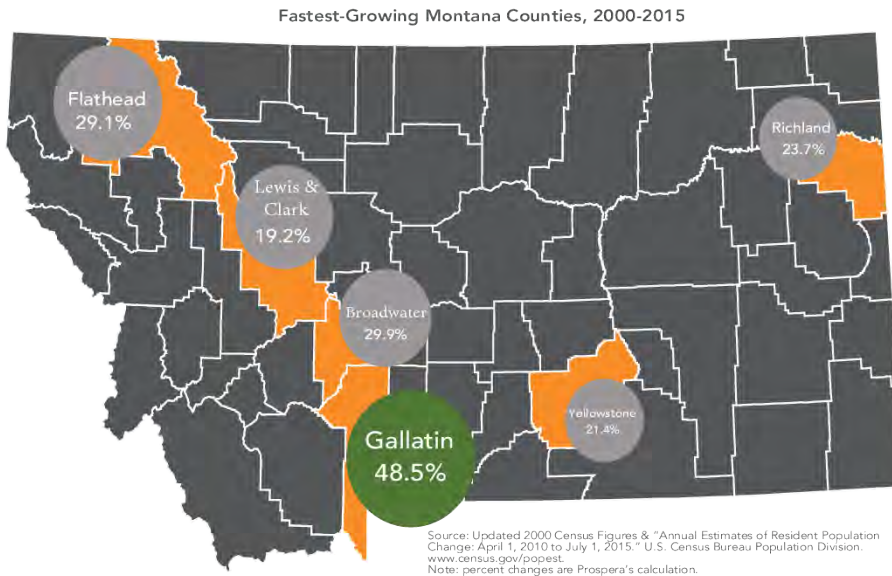 Fastest-Growing Montana Counties, 2000-2015
Flathead
29.1%
Richland
23.7%
Lewis &
Clark
19.2%
Broadwater
29.9%
Yellowstone
21.4%
Gallatin
48.5%
Source: Updated 2000 Census Figures & "Annual Estimates of Resident Population
Change: April 1, 2010 to July 1, 2015." U.S. Census Bureau Population Division.
www.census.gov/popest.
Note: percent changes are Prospera's calculation.